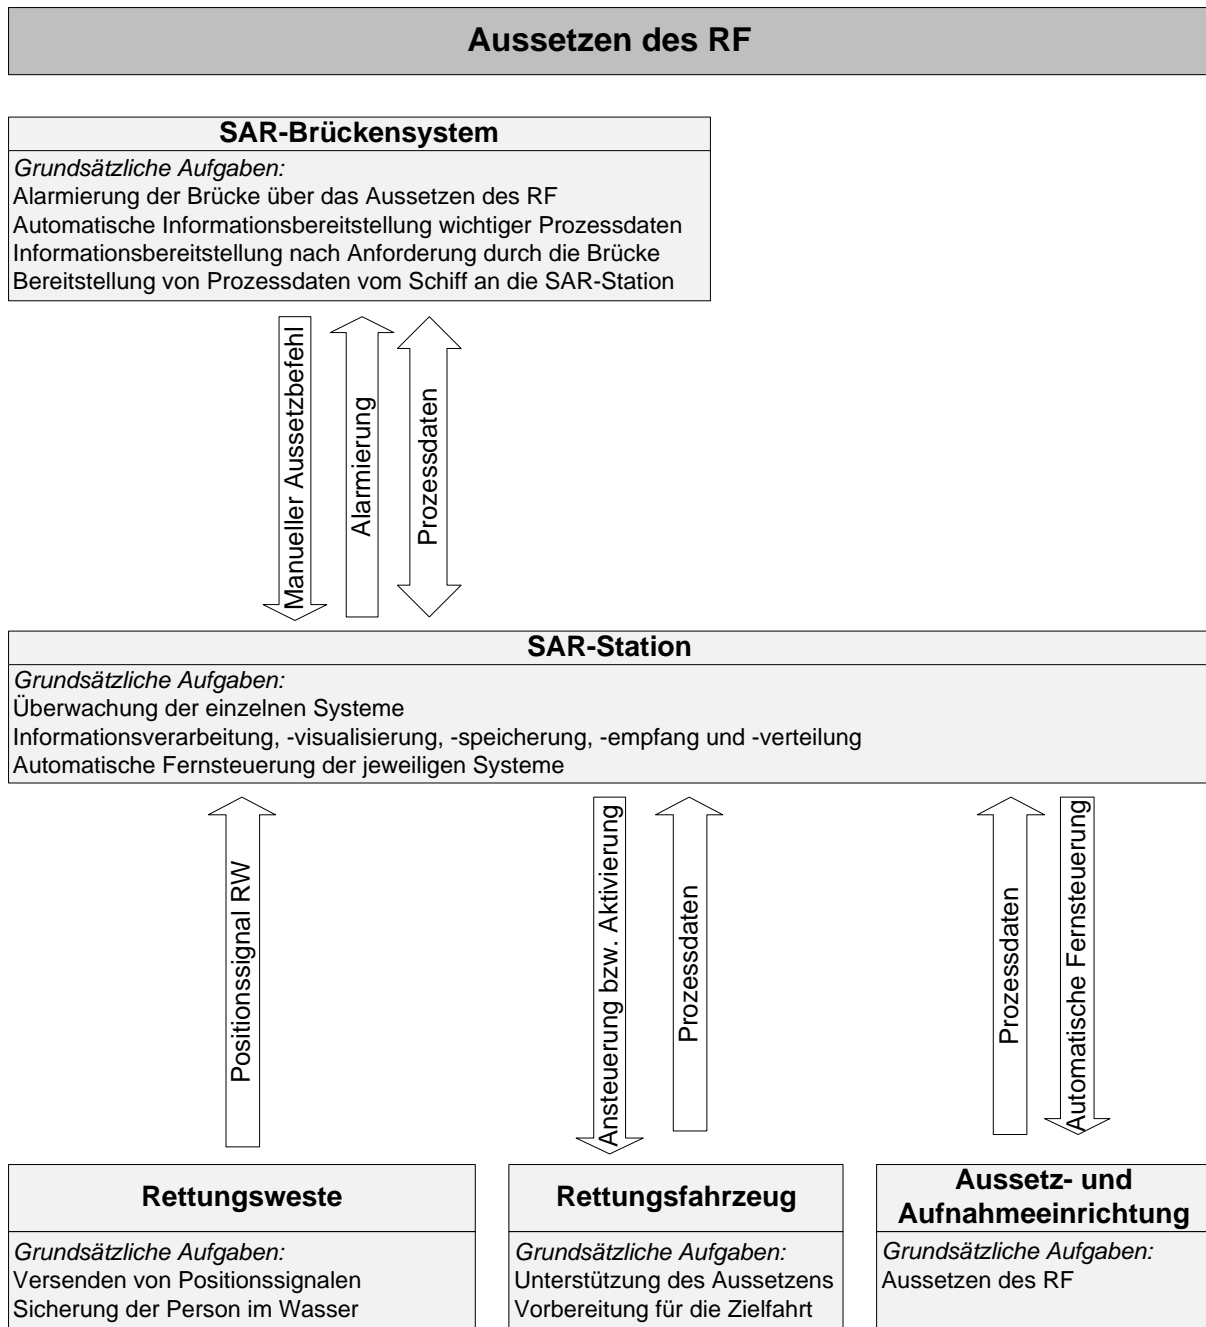 Aussetzen des RF
SAR-Brückensystem
Grundsätzliche Aufgaben:
Alarmierung der Brücke über das Aussetzen des RF
Automatische Informationsbereitstellung wichtiger Prozessdaten
Informationsbereitstellung nach Anforderung durch die Brücke
Bereitstellung von Prozessdaten vom Schiff an die SAR-Station
Manueller Aussetzbefehl
Alarmierung
Prozessdaten
SAR-Station
Grundsätzliche Aufgaben:
Überwachung der einzelnen Systeme
Informationsverarbeitung, -visualisierung, -speicherung, -empfang und -verteilung
Automatische Fernsteuerung der jeweiligen Systeme
Positionssignal RW
Ansteuerung bzw. Aktivierung
Prozessdaten
Prozessdaten
Automatische Fernsteuerung
Rettungsweste
Grundsätzliche Aufgaben:
Versenden von Positionssignalen
Sicherung der Person im Wasser
Rettungsfahrzeug
Grundsätzliche Aufgaben:
Unterstützung des Aussetzens
Vorbereitung für die Zielfahrt
Aussetz- und
Aufnahmeeinrichtung
Grundsätzliche Aufgaben:
Aussetzen des RF